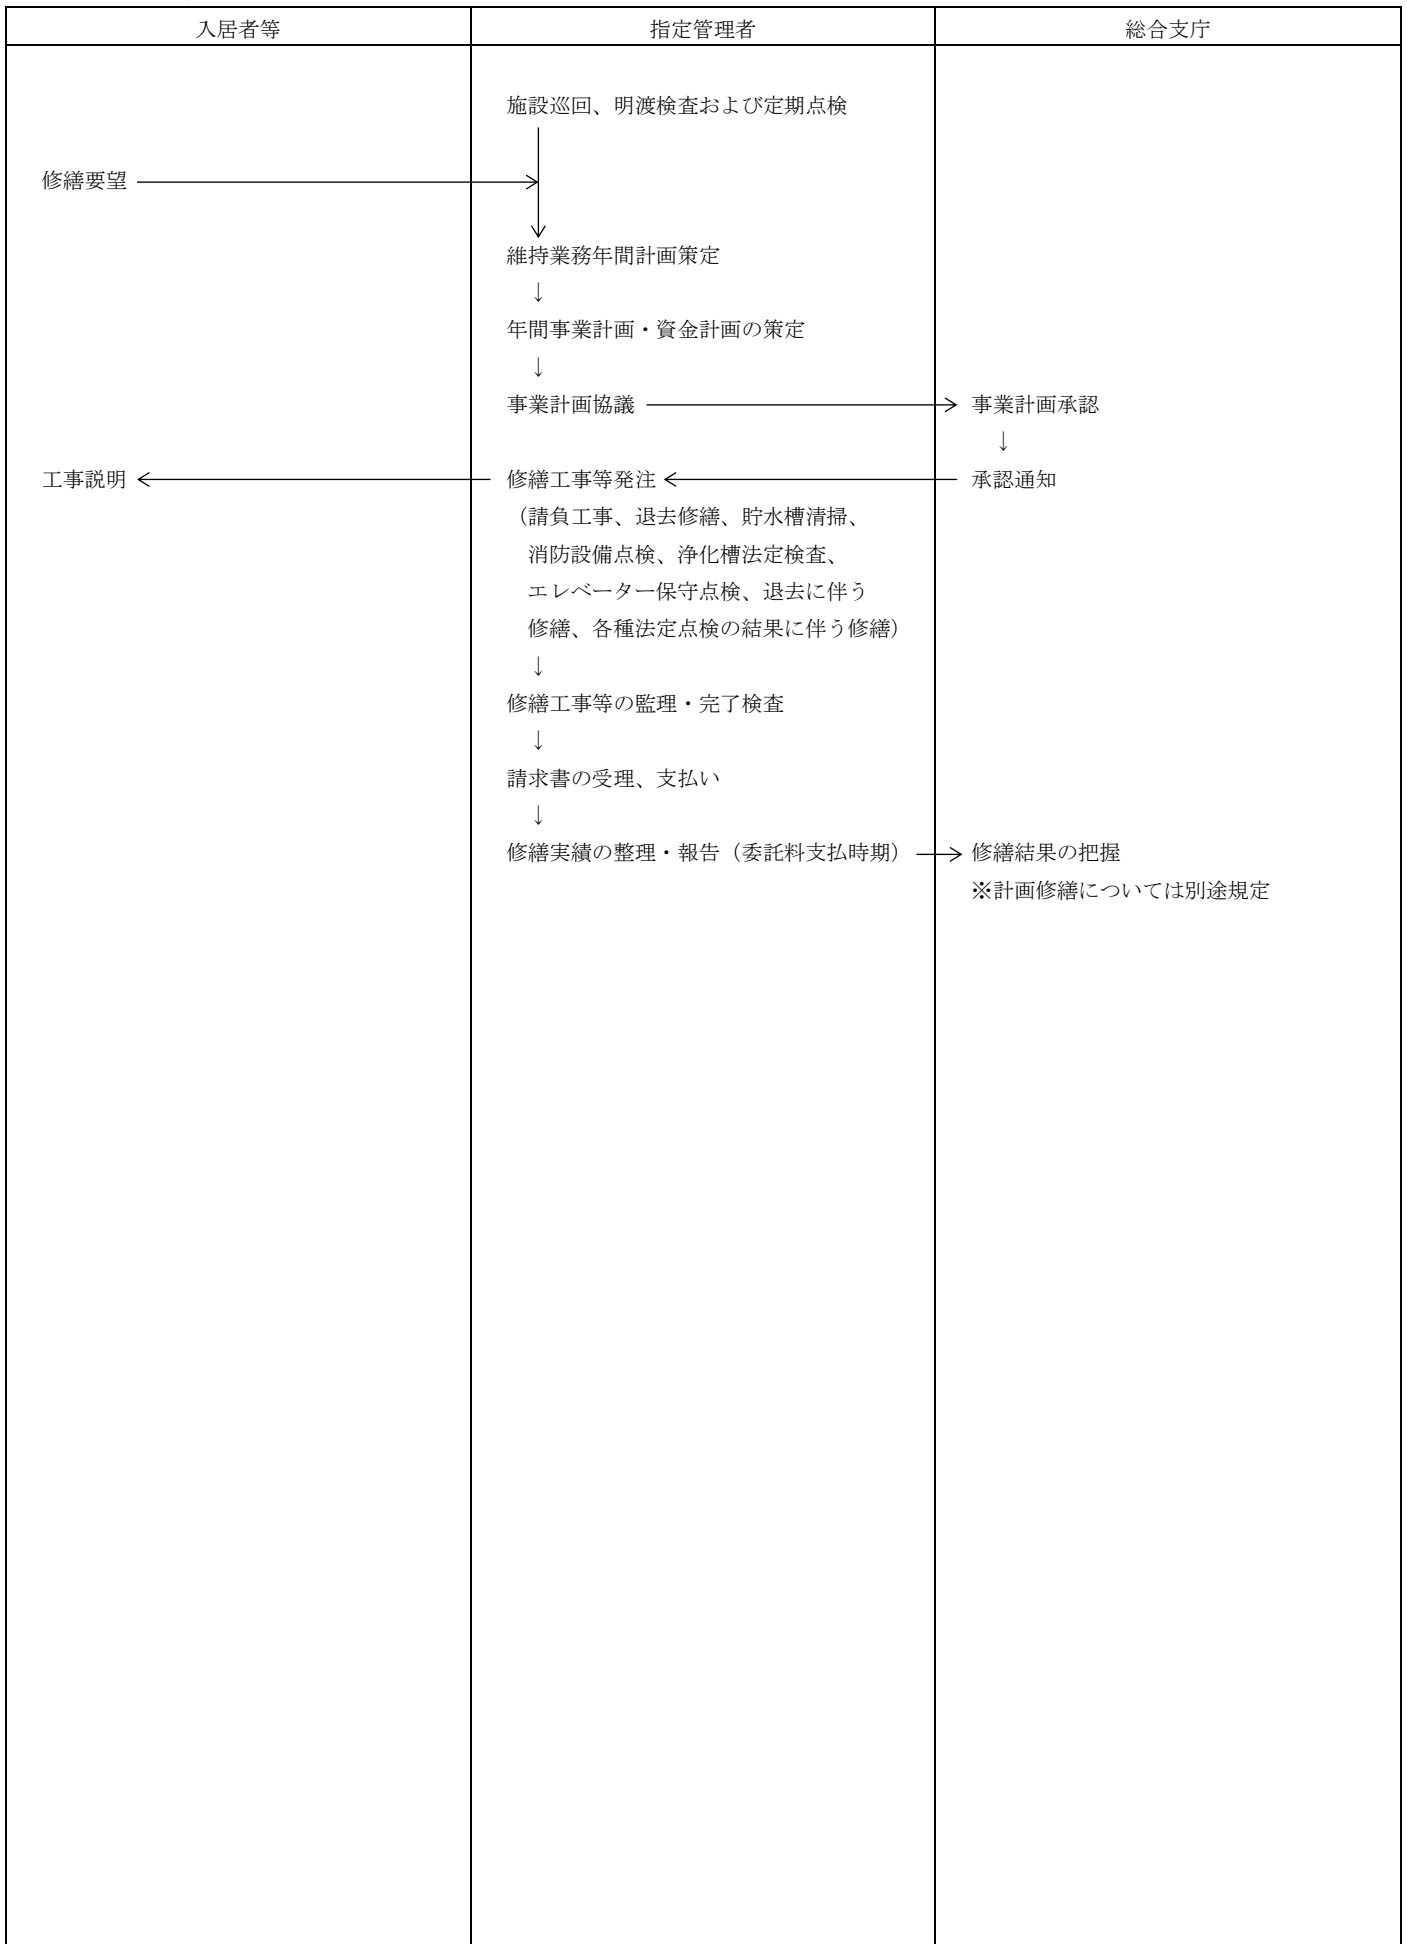 入居者等 指定管理者 総合支庁
施設巡回、明渡検査および定期点検
修繕要望
↓
維持業務年間計画策定
↓
年間事業計画・資金計画の策定
↓
事業計画協議 → 事業計画承認
↓
工事説明 ← 修繕工事等発注 ← 承認通知
（請負工事、退去修繕、貯水槽清掃、
消防設備点検、浄化槽法定検査、
エレベーター保守点検、退去に伴う
修繕、各種法定点検の結果に伴う修繕）
↓
修繕工事等の監理・完了検査
↓
請求書の受理、支払い
↓
修繕実績の整理・報告（委託料支払時期） → 修繕結果の把握
※計画修繕については別途規定